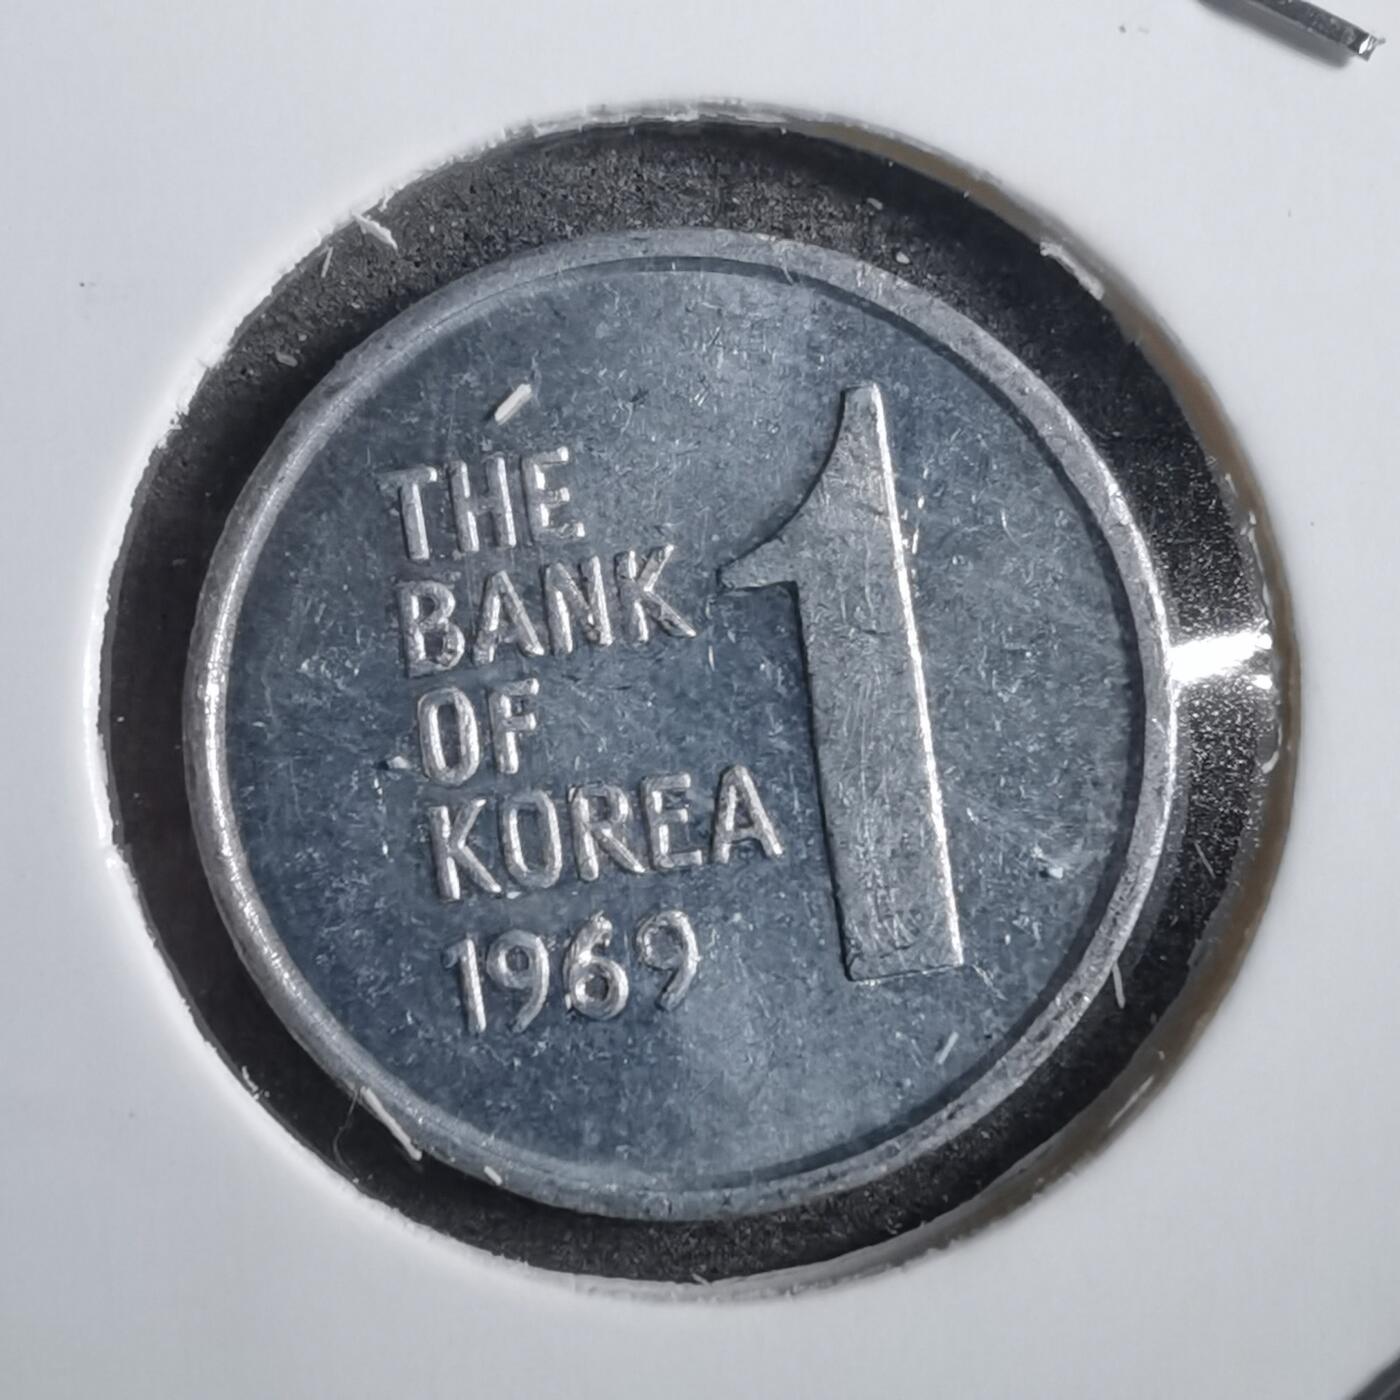 THE
BANK
OF
KOREA
1969
1